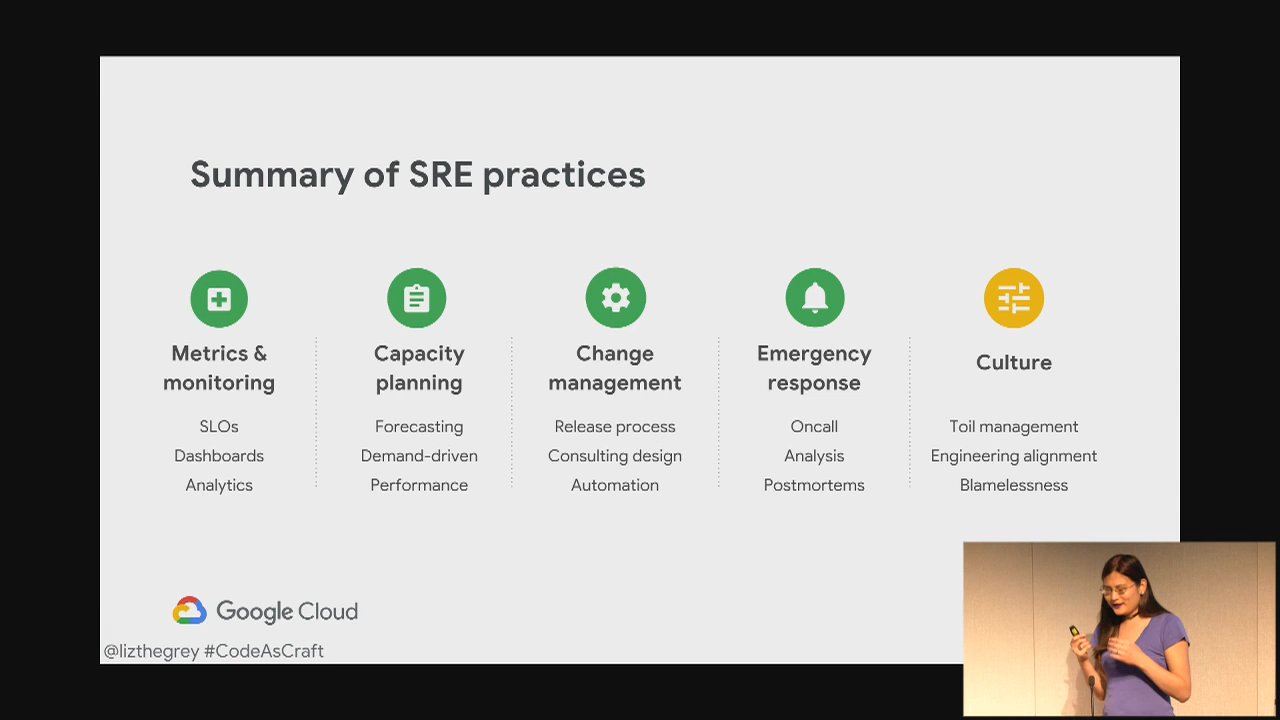 Summary of SRE practices
Metrics &
monitoring
SLOs
Dashboards
Analytics
Capacity
planning
Forecasting
Demand-driven
Performance
Change
management
Release process
Consulting design
Automation
Emergency
response
Oncall
Analysis
Postmortems
Culture
Toil management
Engineering alignment
Blamelessness
Google Cloud
@lizthegrey #CodeAsCraft